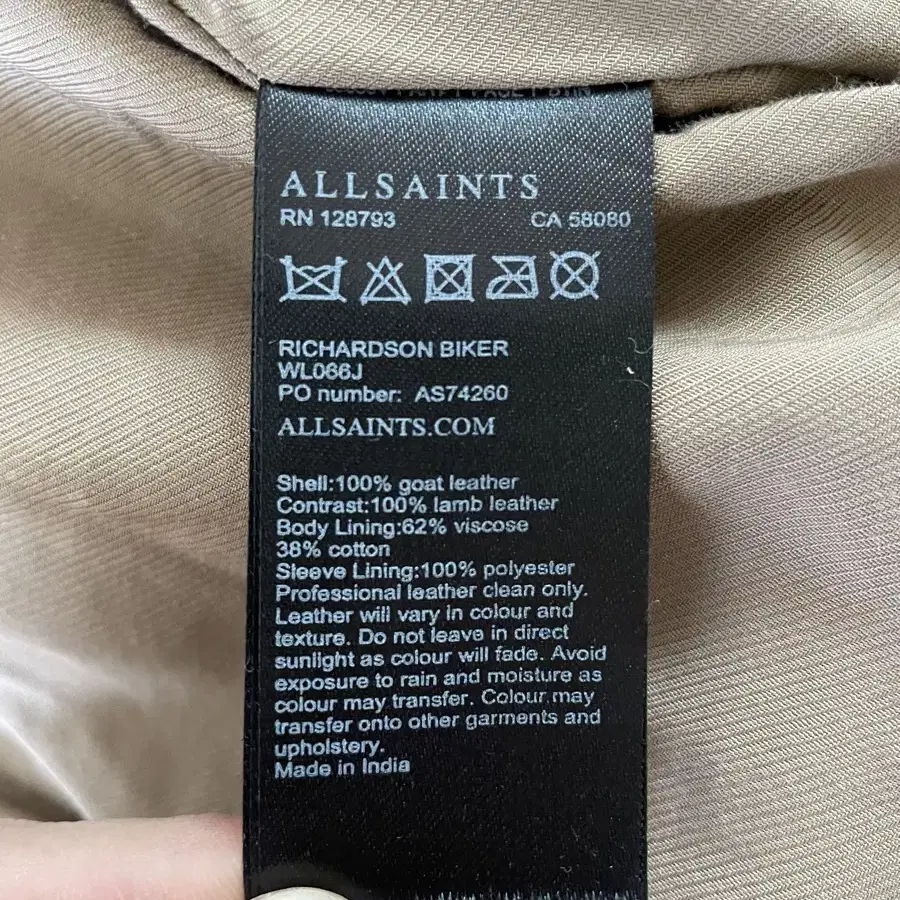 ALLSAINTS
RN 128793 CA 58080
RICHARDSON BIKER
WL066J
PO number: AS74260
ALLSAINTS.COM
Shell:100% goat leather
Contrast:100% lamb leather
Body Lining:62% viscose
38% cotton
Sleeve Lining:100% polyester
Professional leather clean only.
Leather will vary in colour and
texture. Do not leave in direct
sunlight as colour will fade. Avoid
exposure to rain and moisture as
colour may transfer. Colour may
transfer onto other garments and
upholstery.
Made in India